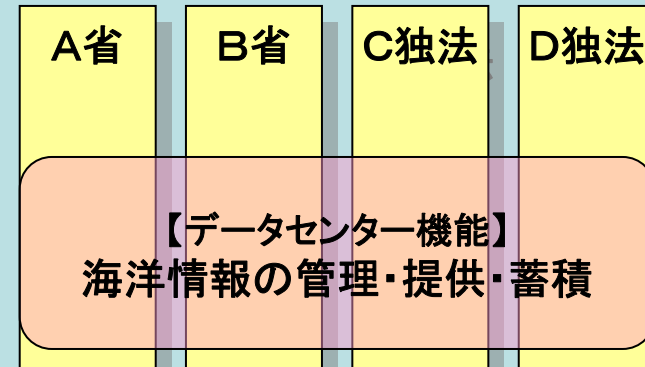 A省
B省
C独法
D独法
【データセンター機能】
海洋情報の管理・提供・蓄積